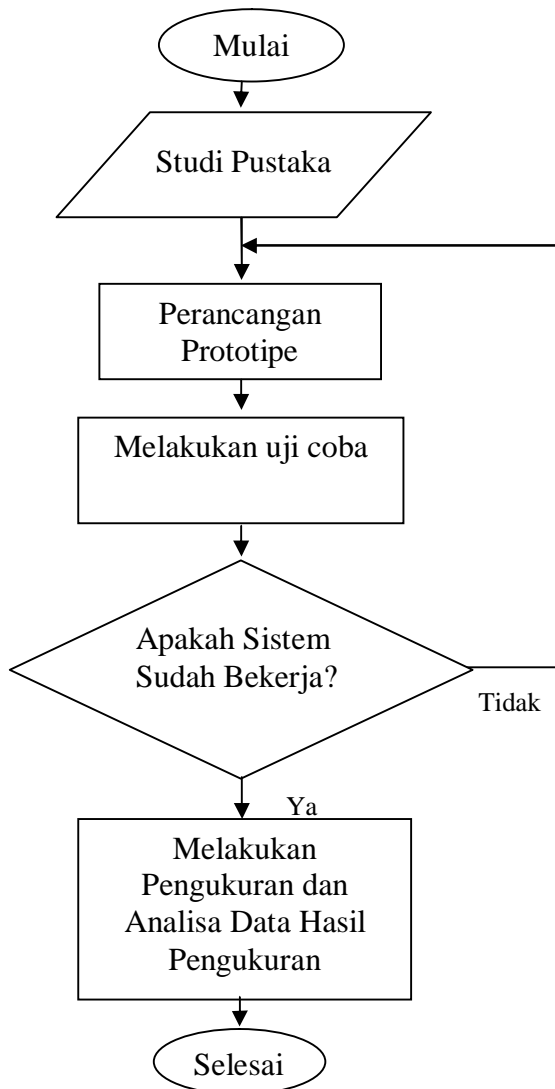 Mulai
Studi Pustaka
Perancangan
Prototipe
Melakukan uji coba
Apakah Sistem
Sudah Bekerja?
Tidak
Ya
Melakukan
Pengukuran dan
Analisa Data Hasil
Pengukuran
Selesai